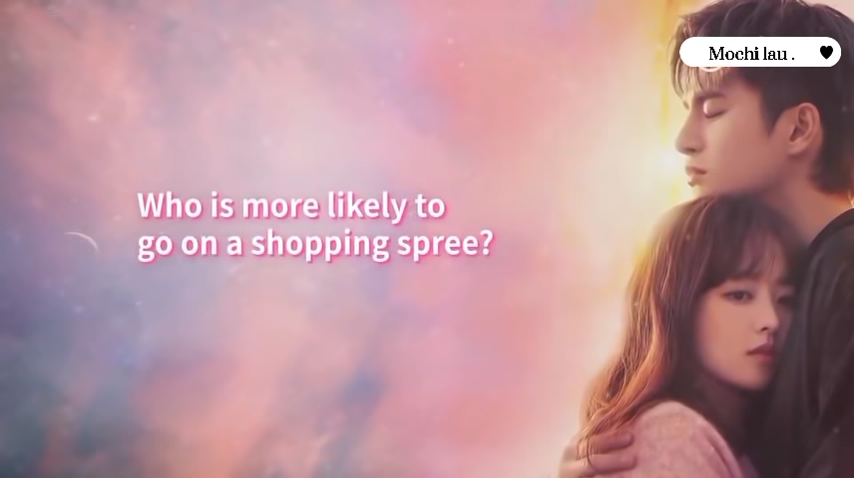 Mochi lau . ♥
Who is more likely to
go on a shopping spree?